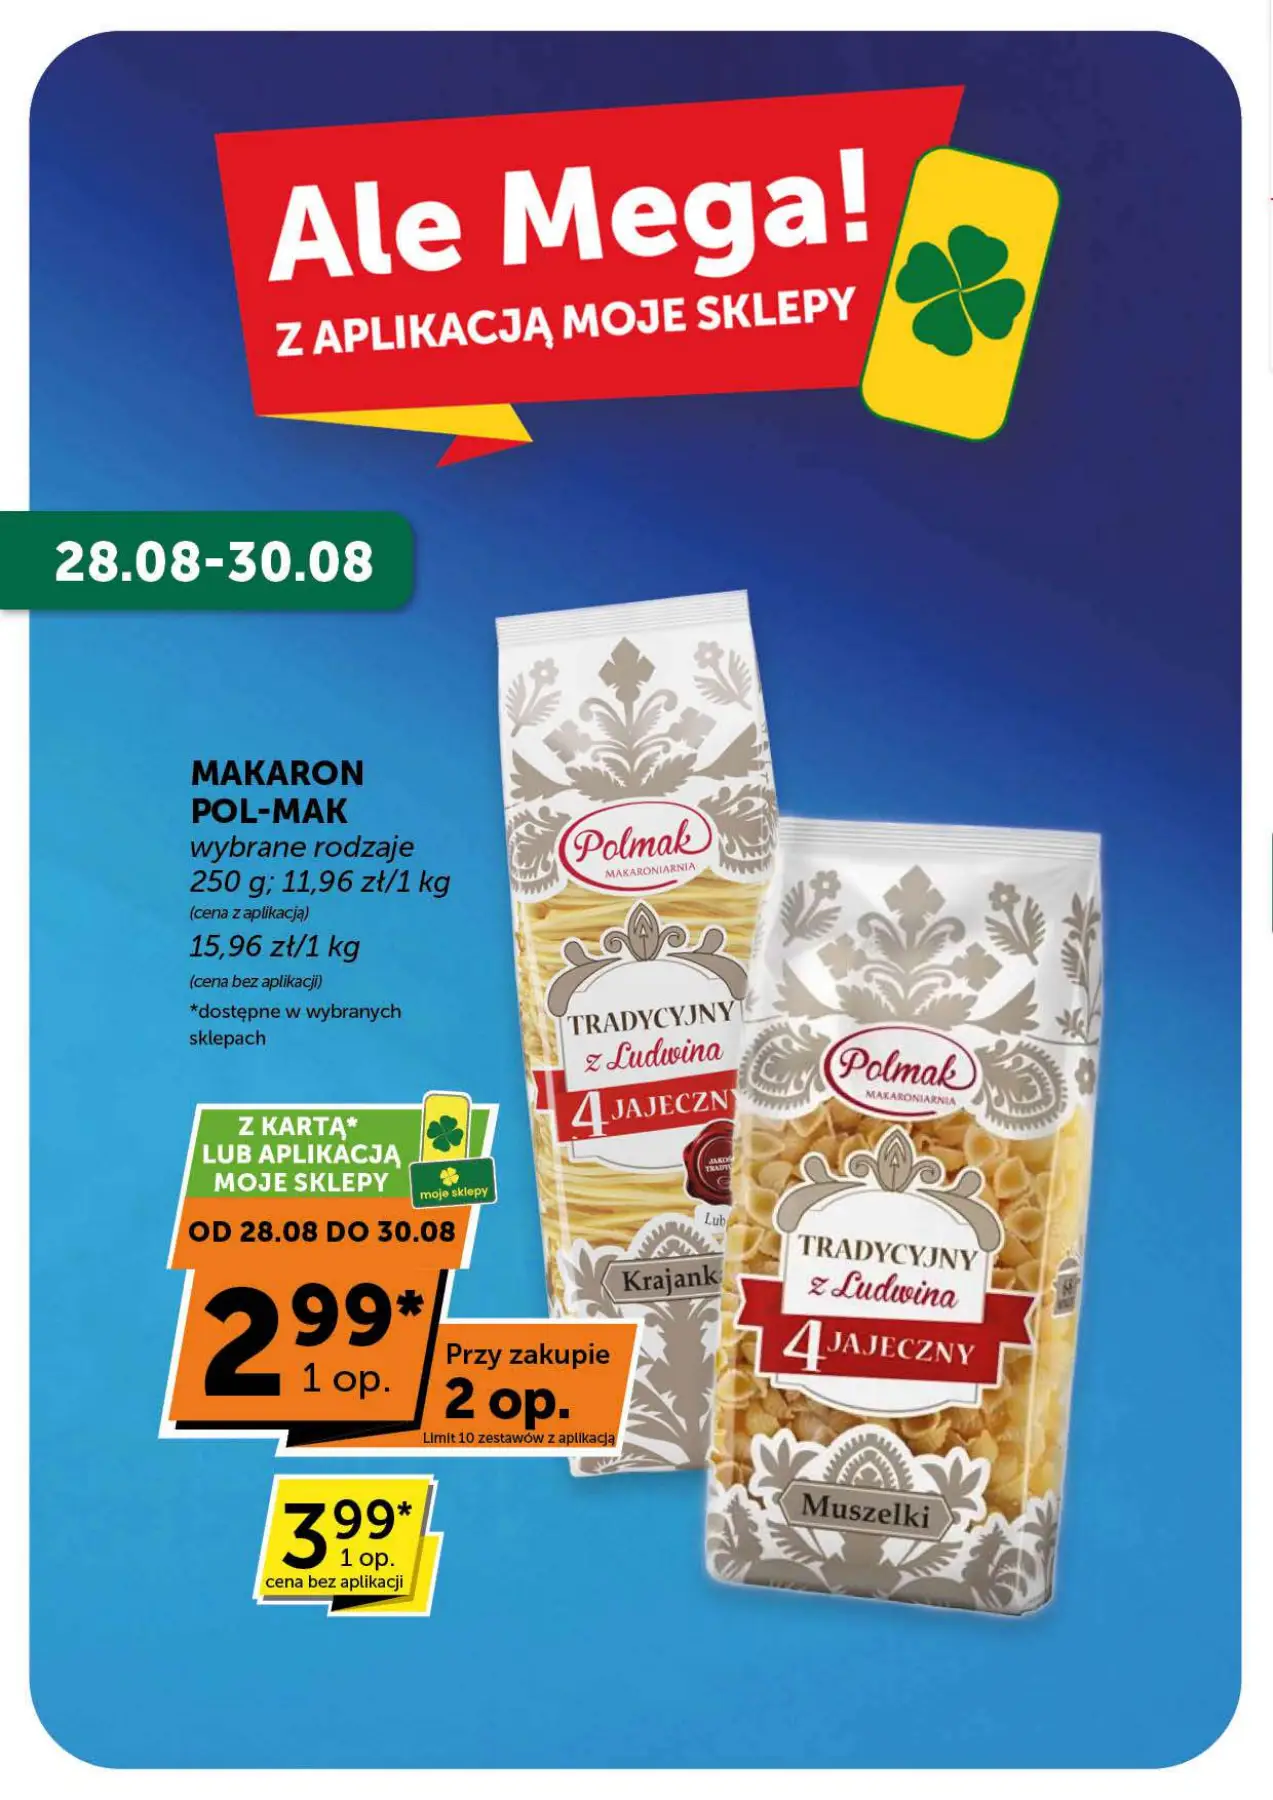 Ale Mega!
Z APLIKACJĄ MOJE SKLEPY
28.08-30.08
MAKARON
POL-MAK
wybrane rodzaje
250 g; 11,96 zł/1 kg
(cena z aplikacją)
15,96 zł/1 kg
(cena bez aplikacji)
*dostępne w wybranych
sklepach
Z KARTĄ*
LUB APLIKACJĄ
MOJE SKLEPY
moje sklepy
OD 28.08 DO 30.08
2 99*
1 op.
Przy zakupie
2 op.
Limit 10 zestawów z aplikacją
3 99*
1 op.
cena bez aplikacji
Polmak
MAKARONIARNIA
TRADYCYJNY
z Ludwina
4 JAJECZN
Lub
Krajank
Polmak
MAKARONIARNIA
TRADYCYJNY
z Ludwina
4 JAJECZNY
Muszelki